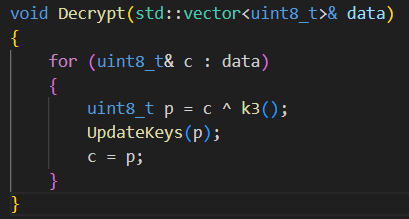 void Decrypt(std::vector<uint8_t>& data)
{
    for (uint8_t& c : data)
    {
        uint8_t p = c ^ k3();
        UpdateKeys(p);
        c = p;
    }
}